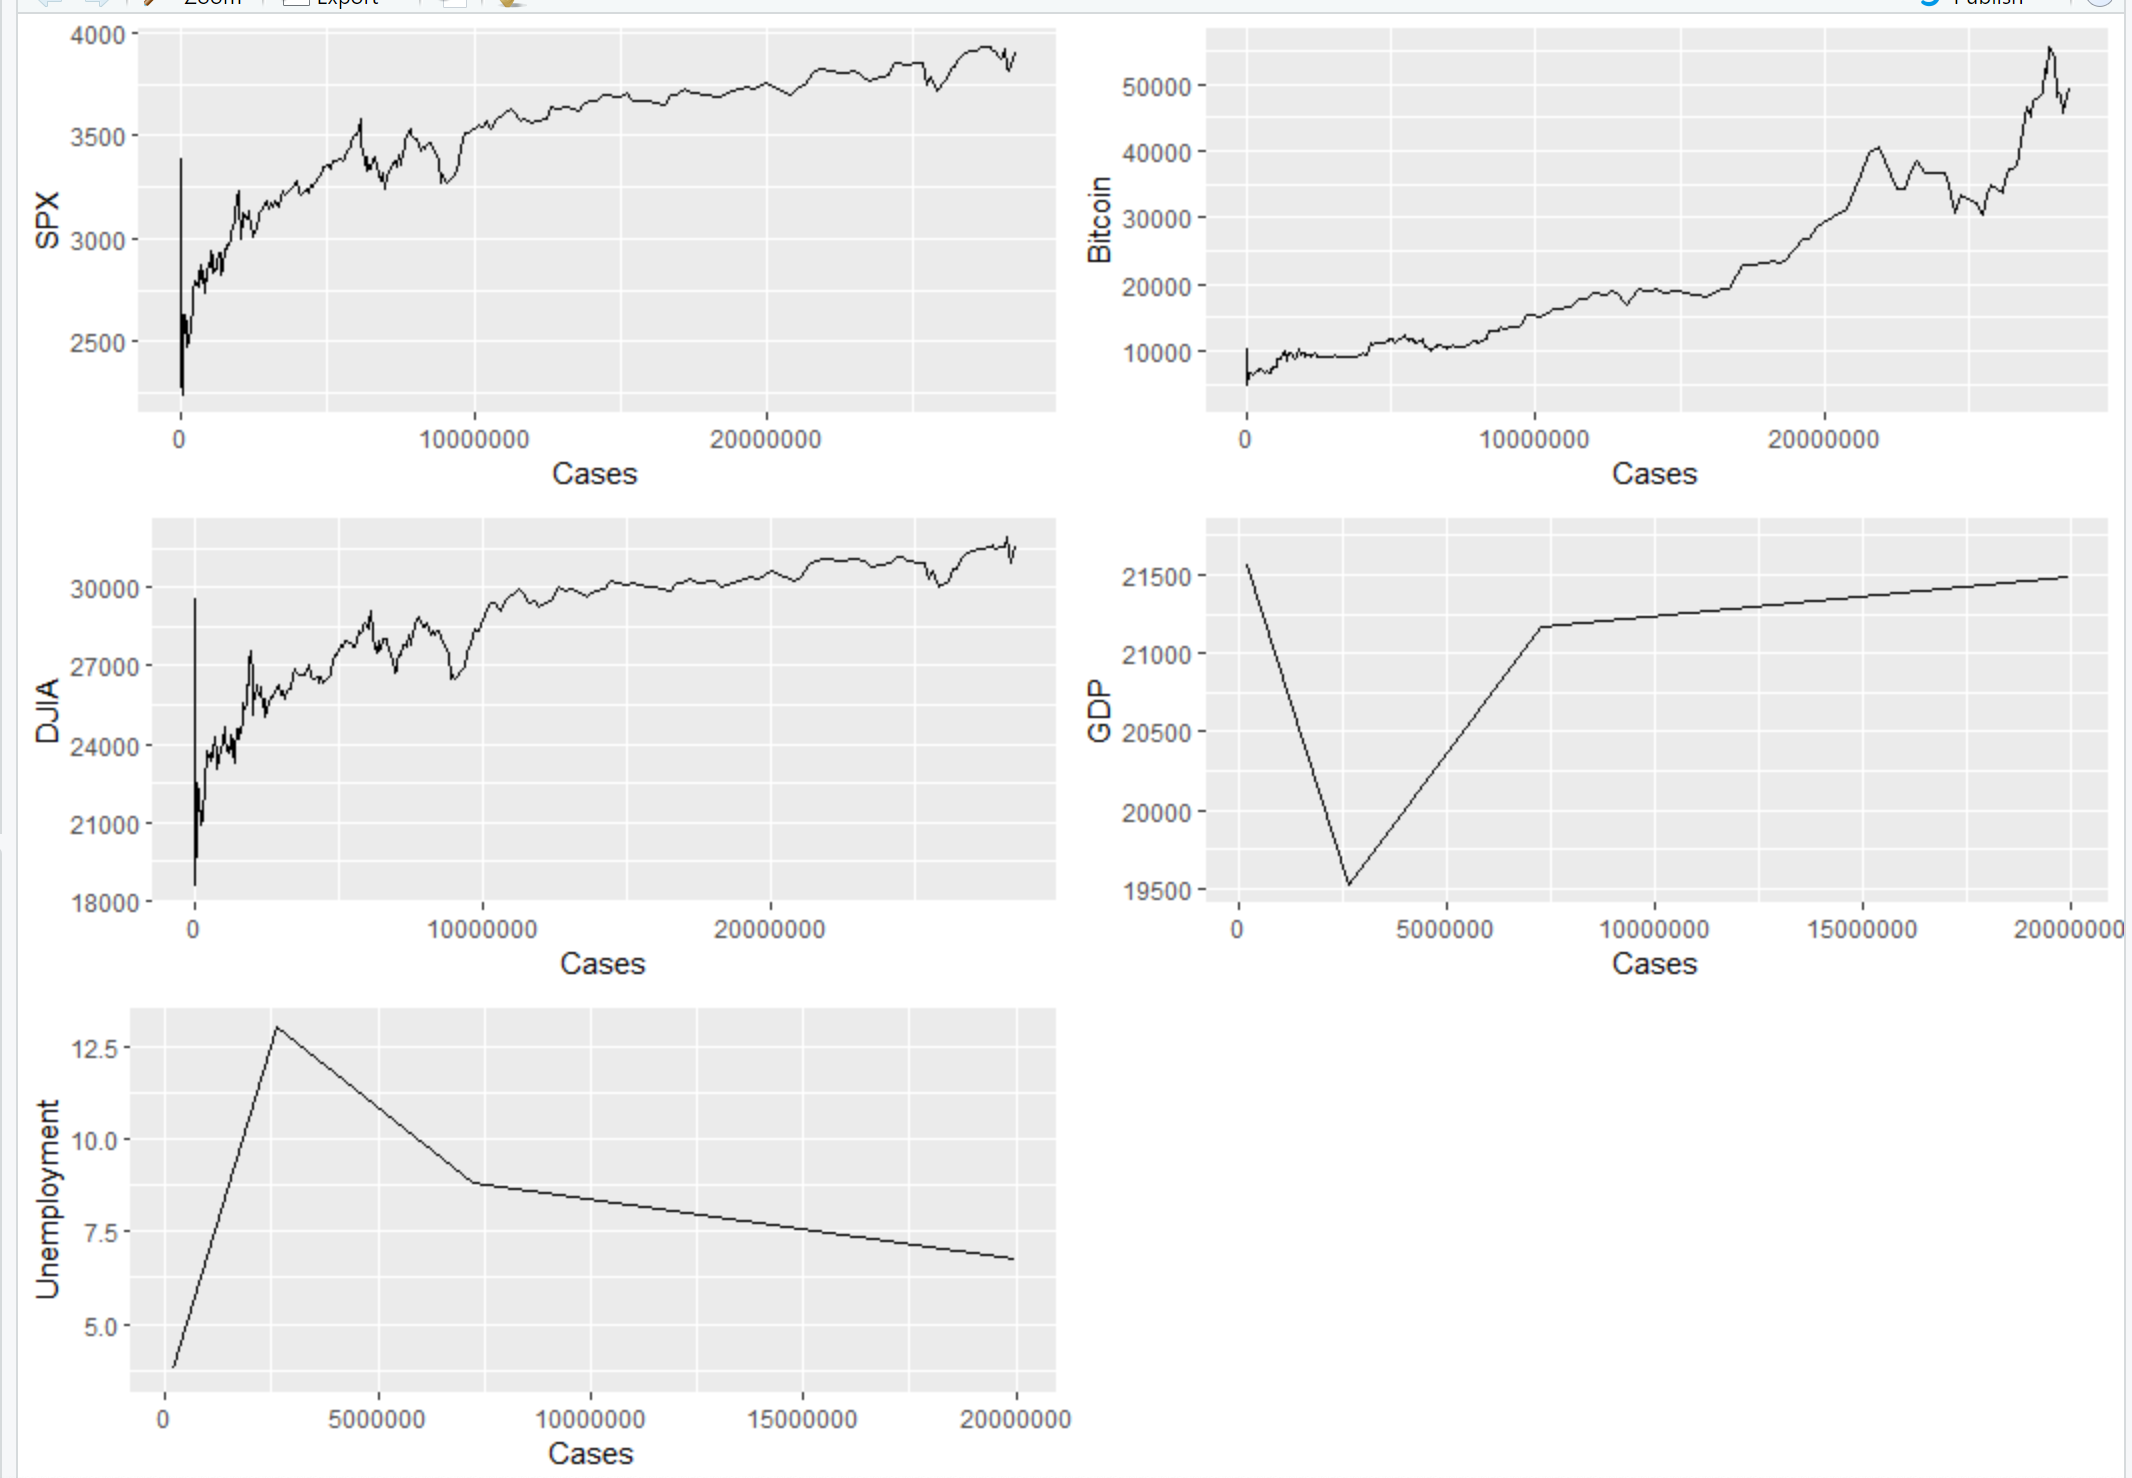 Zoom Export Publish
4000
3500
3000
2500
SPX
0 10000000 20000000
Cases
50000
40000
30000
20000
10000
Bitcoin
0 10000000 20000000
Cases
30000
27000
24000
21000
18000
DJIA
0 10000000 20000000
Cases
21500
21000
20500
20000
19500
GDP
0 5000000 10000000 15000000 20000000
Cases
12.5
10.0
7.5
5.0
Unemployment
0 5000000 10000000 15000000 20000000
Cases